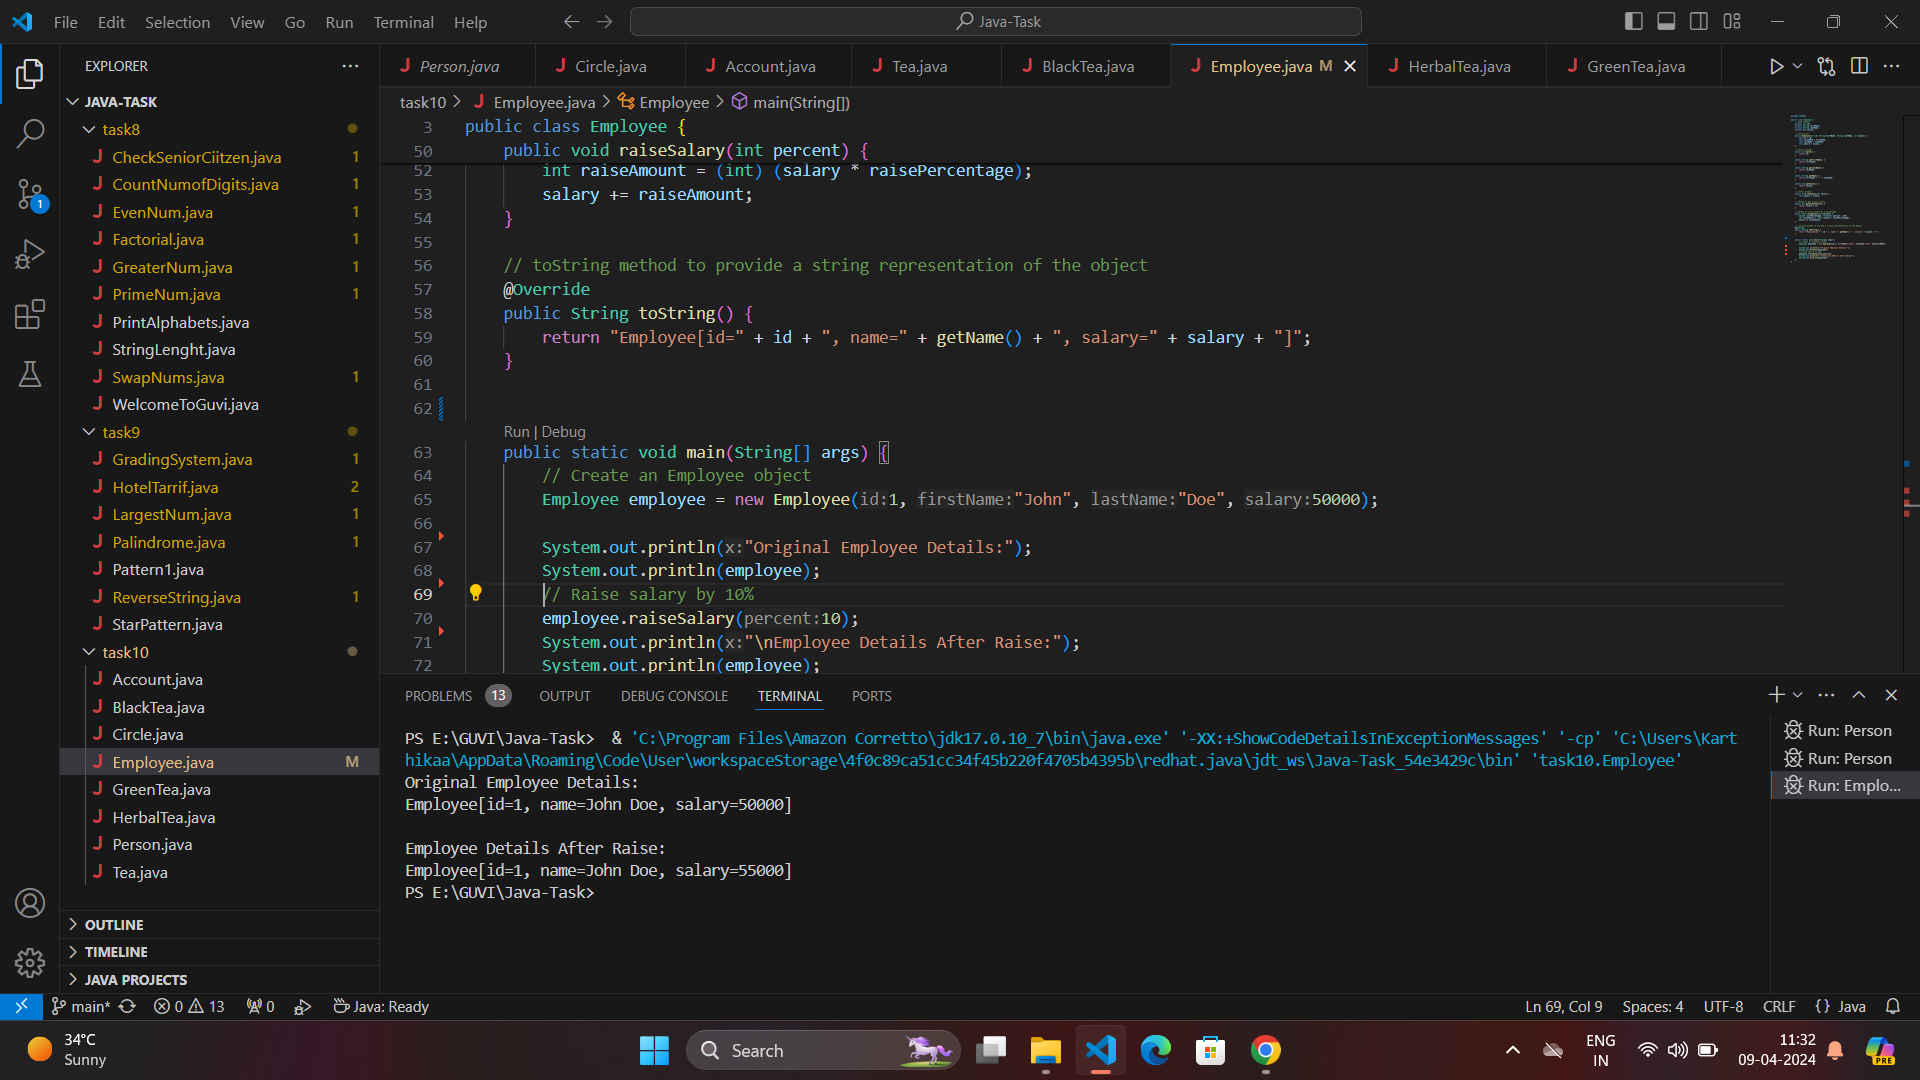 File Edit Selection View Go Run Terminal Help
Java-Task
EXPLORER
JAVA-TASK
task8
CheckSeniorCiitzen.java 1
CountNumofDigits.java 1
EvenNum.java 1
Factorial.java 1
GreaterNum.java 1
PrimeNum.java 1
PrintAlphabets.java
StringLenght.java
SwapNums.java 1
WelcomeToGuvi.java
task9
GradingSystem.java 1
HotelTarrif.java 2
LargestNum.java 1
Palindrome.java 1
Pattern1.java
ReverseString.java 1
StarPattern.java
task10
Account.java
BlackTea.java
Circle.java
Employee.java M
GreenTea.java
HerbalTea.java
Person.java
Tea.java
OUTLINE
TIMELINE
JAVA PROJECTS
1
J Person.java J Circle.java J Account.java J Tea.java J BlackTea.java J Employee.java M J HerbalTea.java J GreenTea.java
task10 > J Employee.java > Employee > main(String[])
3 public class Employee {
50 public void raiseSalary(int percent) {
52 int raiseAmount = (int) (salary * raisePercentage);
53 salary += raiseAmount;
54 }
55
56 // toString method to provide a string representation of the object
57 @Override
58 public String toString() {
59 return "Employee[id=" + id + ", name=" + getName() + ", salary=" + salary + "]";
60 }
61
62
Run | Debug
63 public static void main(String[] args) {
64 // Create an Employee object
65 Employee employee = new Employee(id:1, firstName:"John", lastName:"Doe", salary:50000);
66
67 System.out.println(x:"Original Employee Details:");
68 System.out.println(employee);
69 // Raise salary by 10%
70 employee.raiseSalary(percent:10);
71 System.out.println(x:"\nEmployee Details After Raise:");
72 System.out.println(employee);
PROBLEMS 13 OUTPUT DEBUG CONSOLE TERMINAL PORTS
PS E:\GUVI\Java-Task> & 'C:\Program Files\Amazon Corretto\jdk17.0.10_7\bin\java.exe' '-XX:+ShowCodeDetailsInExceptionMessages' '-cp' 'C:\Users\Kart
hikaa\AppData\Roaming\Code\User\workspaceStorage\4f0c89ca51cc34f45b220f4705b4395b\redhat.java\jdt_ws\Java-Task_54e3429c\bin' 'task10.Employee'
Original Employee Details:
Employee[id=1, name=John Doe, salary=50000]
Employee Details After Raise:
Employee[id=1, name=John Doe, salary=55000]
PS E:\GUVI\Java-Task>
Run: Person
Run: Person
Run: Emplo...
main* 0 13 0 Java: Ready
Ln 69, Col 9 Spaces: 4 UTF-8 CRLF {} Java
34°C
Sunny
Search
ENG
IN
11:32
09-04-2024
PRE